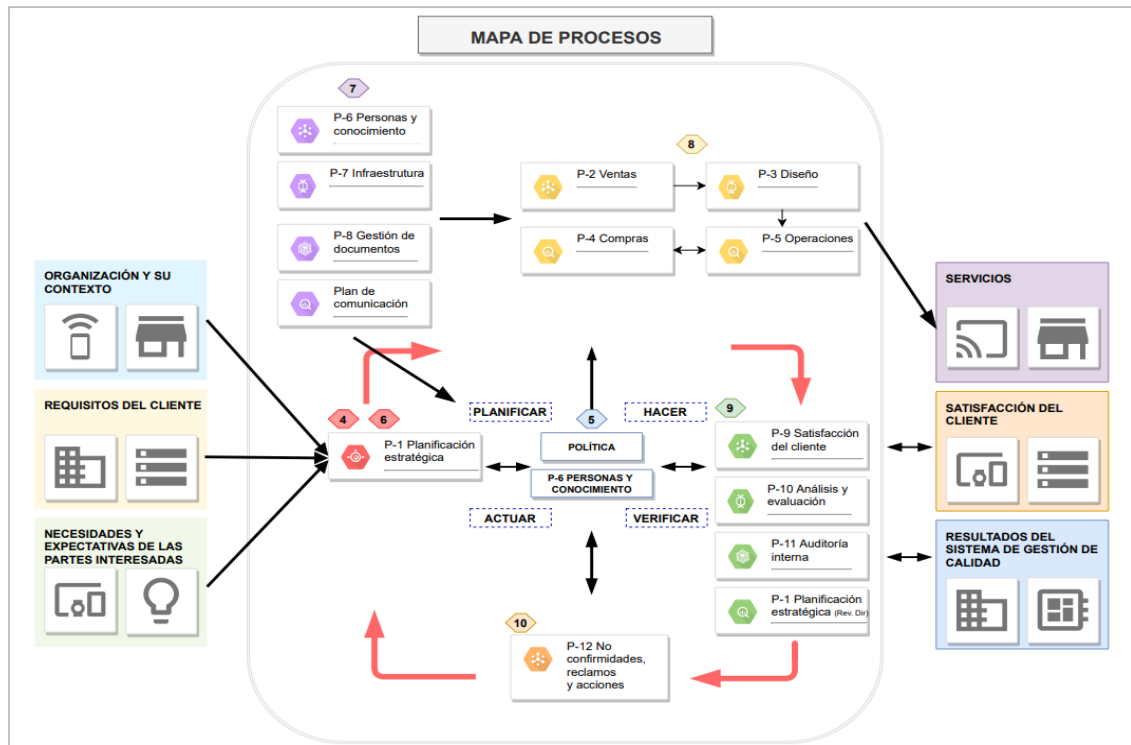 MAPA DE PROCESOS
7
P-6 Personas y
conocimiento
P-7 Infraestrutura
P-8 Gestión de
documentos
Plan de
comunicación
8
P-2 Ventas
P-3 Diseño
P-4 Compras
P-5 Operaciones
ORGANIZACIÓN Y SU
CONTEXTO
REQUISITOS DEL CLIENTE
NECESIDADES Y
EXPECTATIVAS DE LAS
PARTES INTERESADAS
4
6
P-1 Planificación
estratégica
PLANIFICAR
HACER
5
POLÍTICA
P-6 PERSONAS Y
CONOCIMIENTO
ACTUAR
VERIFICAR
9
P-9 Satisfacción
del cliente
P-10 Análisis y
evaluación
P-11 Auditoría
interna
P-1 Planificación
estratégica (Rev. Dir)
10
P-12 No
confirmidades,
reclamos
y acciones
SERVICIOS
SATISFACCIÓN DEL
CLIENTE
RESULTADOS DEL
SISTEMA DE GESTIÓN DE
CALIDAD